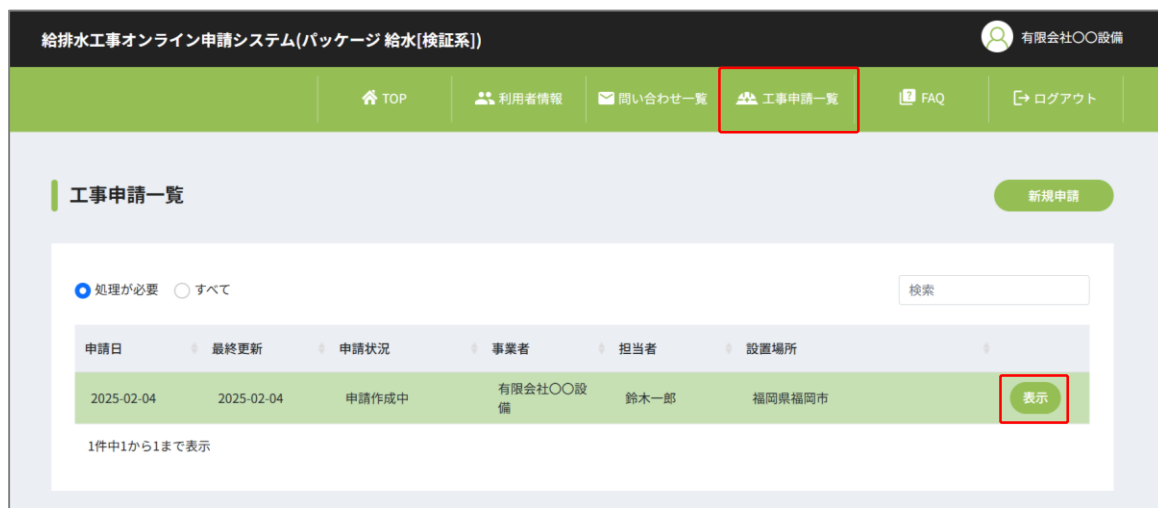 給排水工事オンライン申請システム(パッケージ 給水[検証系])
有限会社〇〇設備
TOP
利用者情報
問い合わせ一覧
工事申請一覧
FAQ
ログアウト
工事申請一覧
新規申請
処理が必要
すべて
検索
申請日 最終更新 申請状況 事業者 担当者 設置場所
2025-02-04 2025-02-04 申請作成中 有限会社〇〇設
備 鈴木一郎 福岡県福岡市 表示
1件中1から1まで表示